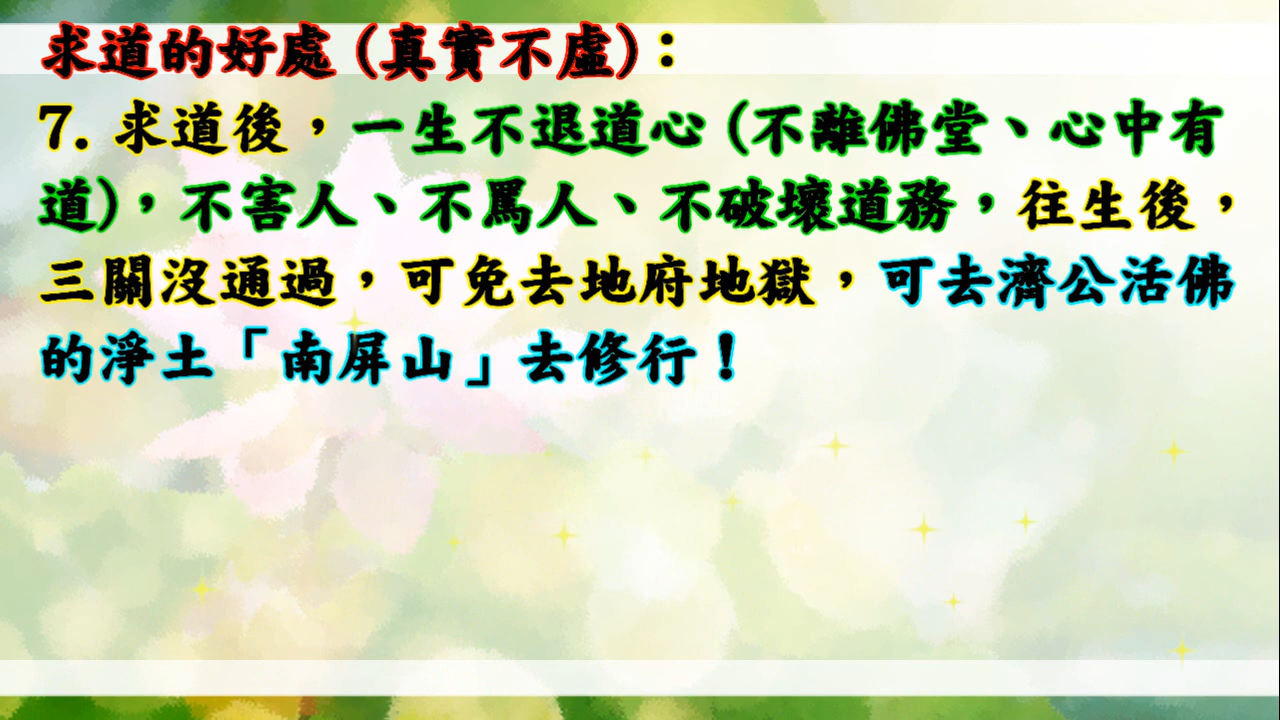 求道的好處(真實不虛)：
7. 求道後，一生不退道心(不離佛堂、心中有
道)，不害人、不罵人、不破壞道務，往生後，
三關沒通過，可免去地府地獄，可去濟公活佛
的淨土「南屏山」去修行！